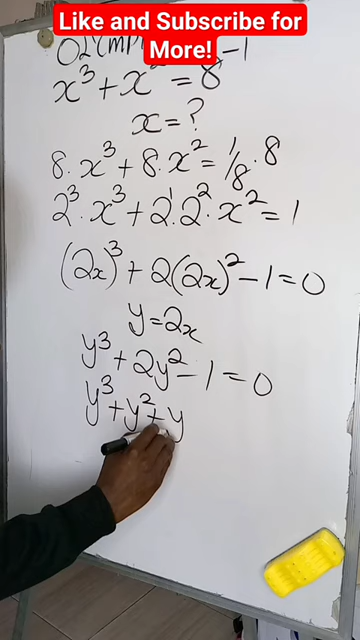 Like and Subscribe for
More!
-1
x³ + x² = 8
x = ?
8·x³ + 8·x² = 1/8·8
2³·x³ + 2¹·2²·x² = 1
(2x)³ + 2(2x)² - 1 = 0
y = 2x
y³ + 2y² - 1 = 0
y³ + y² + y